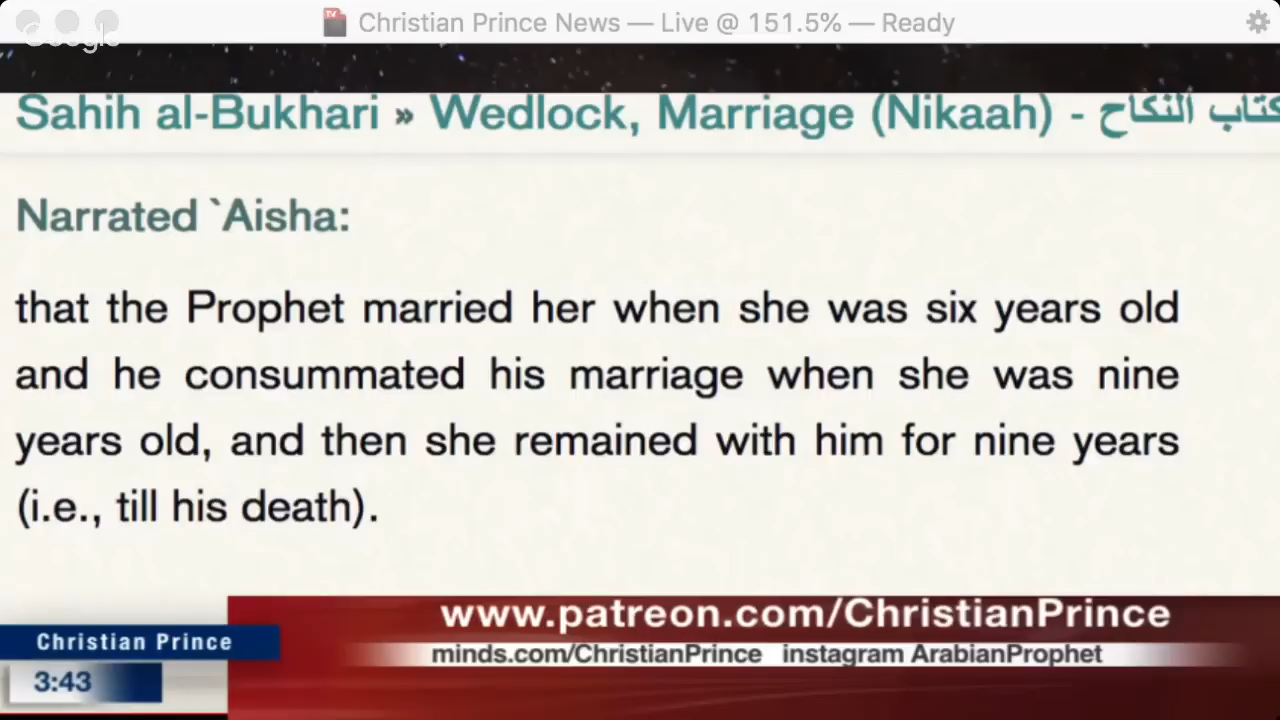 Christian Prince News — Live @ 151.5% — Ready
Google
Sahih al-Bukhari » Wedlock, Marriage (Nikaah) - كتاب النكاح
Narrated `Aisha:
that the Prophet married her when she was six years old
and he consummated his marriage when she was nine
years old, and then she remained with him for nine years
(i.e., till his death).
www.patreon.com/ChristianPrince
Christian Prince
minds.com/ChristianPrince instagram ArabianProphet
3:43